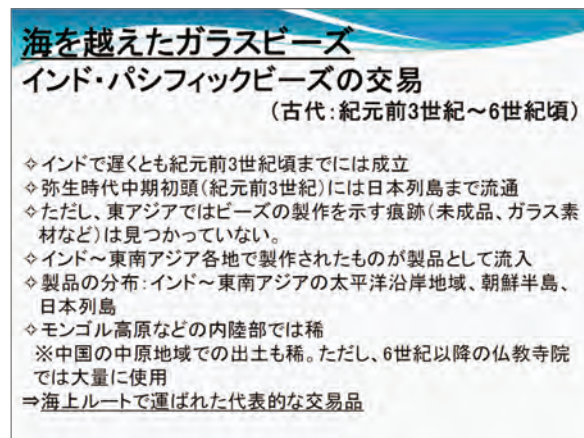 海を越えたガラスビーズ
インド・パシフィックビーズの交易
(古代:紀元前3世紀~6世紀頃)
✧インドで遅くとも紀元前3世紀頃までには成立
✧弥生時代中期初頭(紀元前3世紀)には日本列島まで流通
✧ただし、東アジアではビーズの製作を示す痕跡(未成品、ガラス素
材など)は見つかっていない。
✧インド~東南アジア各地で製作されたものが製品として流入
✧製品の分布:インド~東南アジアの太平洋沿岸地域、朝鮮半島、
日本列島
✧モンゴル高原などの内陸部では稀
※中国の中原地域での出土も稀。ただし、6世紀以降の仏教寺院
では大量に使用
⇒海上ルートで運ばれた代表的な交易品